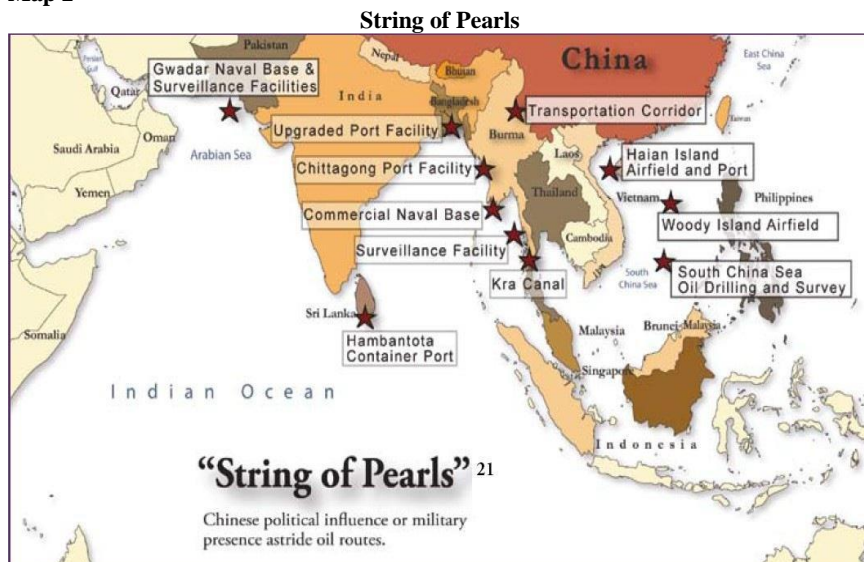 String of Pearls
Pakistan
Nepal
China
East China
Sea
Persian
Gulf
Gwadar Naval Base &
Surveillance Facilities
Bhutan
Qatar
India
Bangladesh
Transportation Corridor
Taiwan
Oman
Upgraded Port Facility
Burma
Saudi Arabia
Arabian Sea
Laos
Haian Island
Airfield and Port
Chittagong Port Facility
Thailand
Yemen
Vietnam
Philippines
Commercial Naval Base
Woody Island Airfield
Cambodia
Surveillance Facility
South
China Sea
South China Sea
Oil Drilling and Survey
Kra Canal
Sri Lanka
Somalia
Hambantota
Container Port
Malaysia
Brunei
Malaysia
Singapore
Indian Ocean
Indonesia
“String of Pearls” 21
Chinese political influence or military
presence astride oil routes.